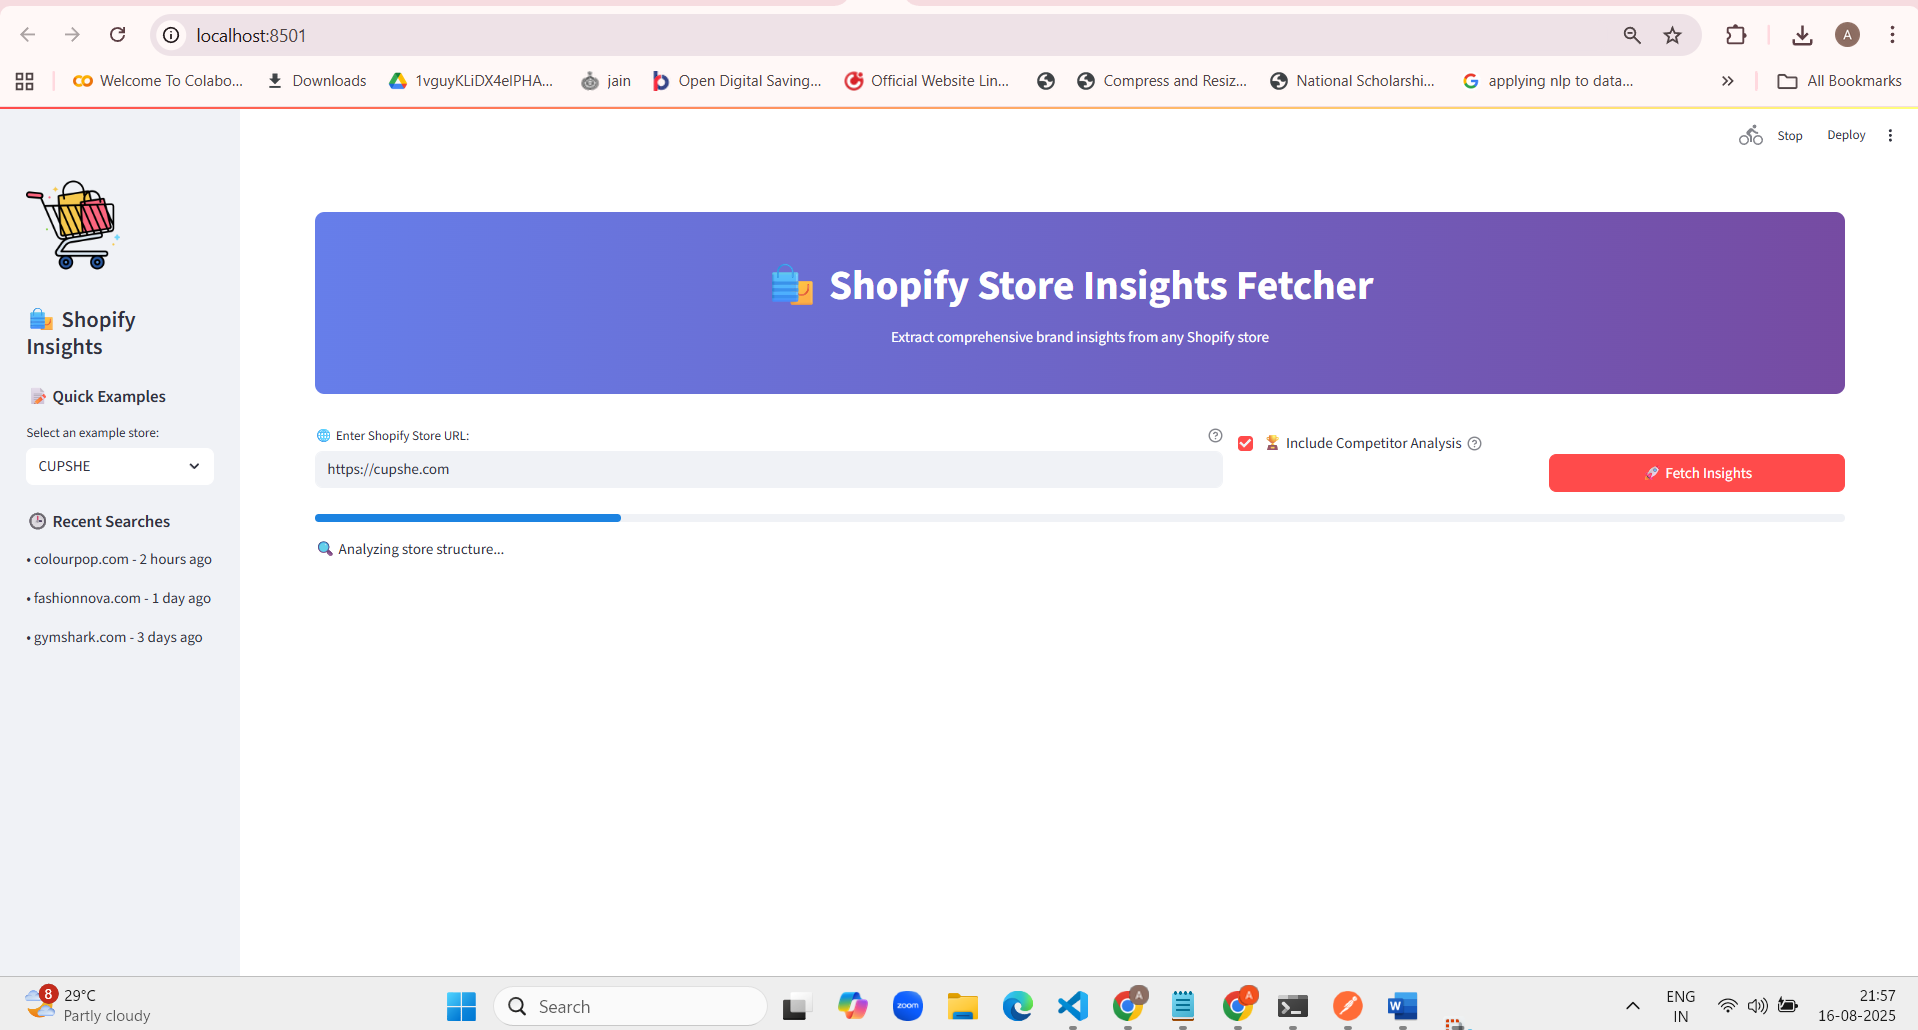 localhost:8501
A
Welcome To Colabo...
Downloads
1vguyKLiDX4elPHA...
jain
Open Digital Saving...
Official Website Lin...
Compress and Resiz...
National Scholarshi...
applying nlp to data...
All Bookmarks
Stop
Deploy
Shopify Store Insights Fetcher
Extract comprehensive brand insights from any Shopify store
Shopify
Insights
Quick Examples
Select an example store:
CUPSHE
Recent Searches
• colourpop.com - 2 hours ago
• fashionnova.com - 1 day ago
• gymshark.com - 3 days ago
Enter Shopify Store URL:
https://cupshe.com
Include Competitor Analysis
Fetch Insights
Analyzing store structure...
8
29°C
Partly cloudy
Search
zoom
A
A
W
ENG
IN
21:57
16-08-2025